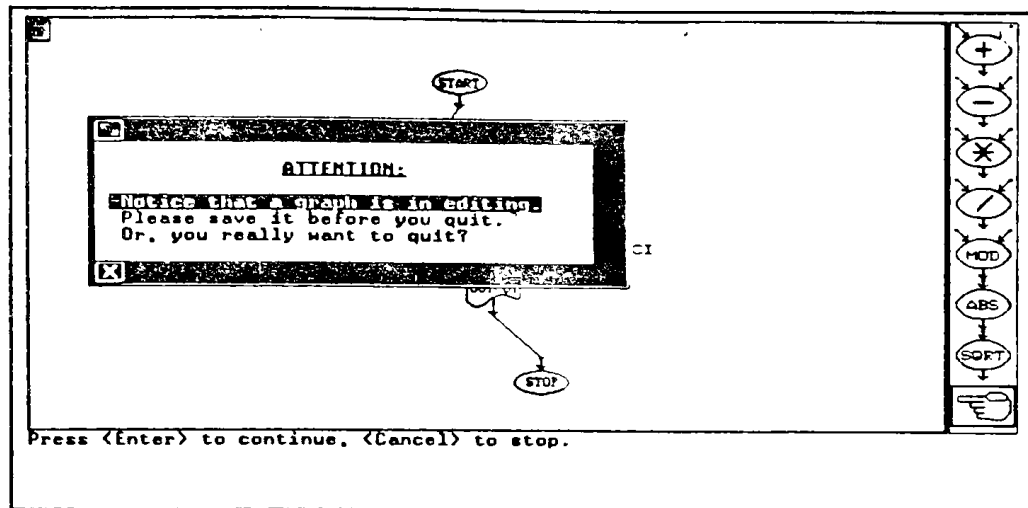 START
ATTENTION:
Notice that a graph is in editing.
Please save it before you quit.
Or, you really want to quit?
CI
STOP
Press <Enter> to continue, <Cancel> to stop.
+
-
*
/
MOD
ABS
SQRT